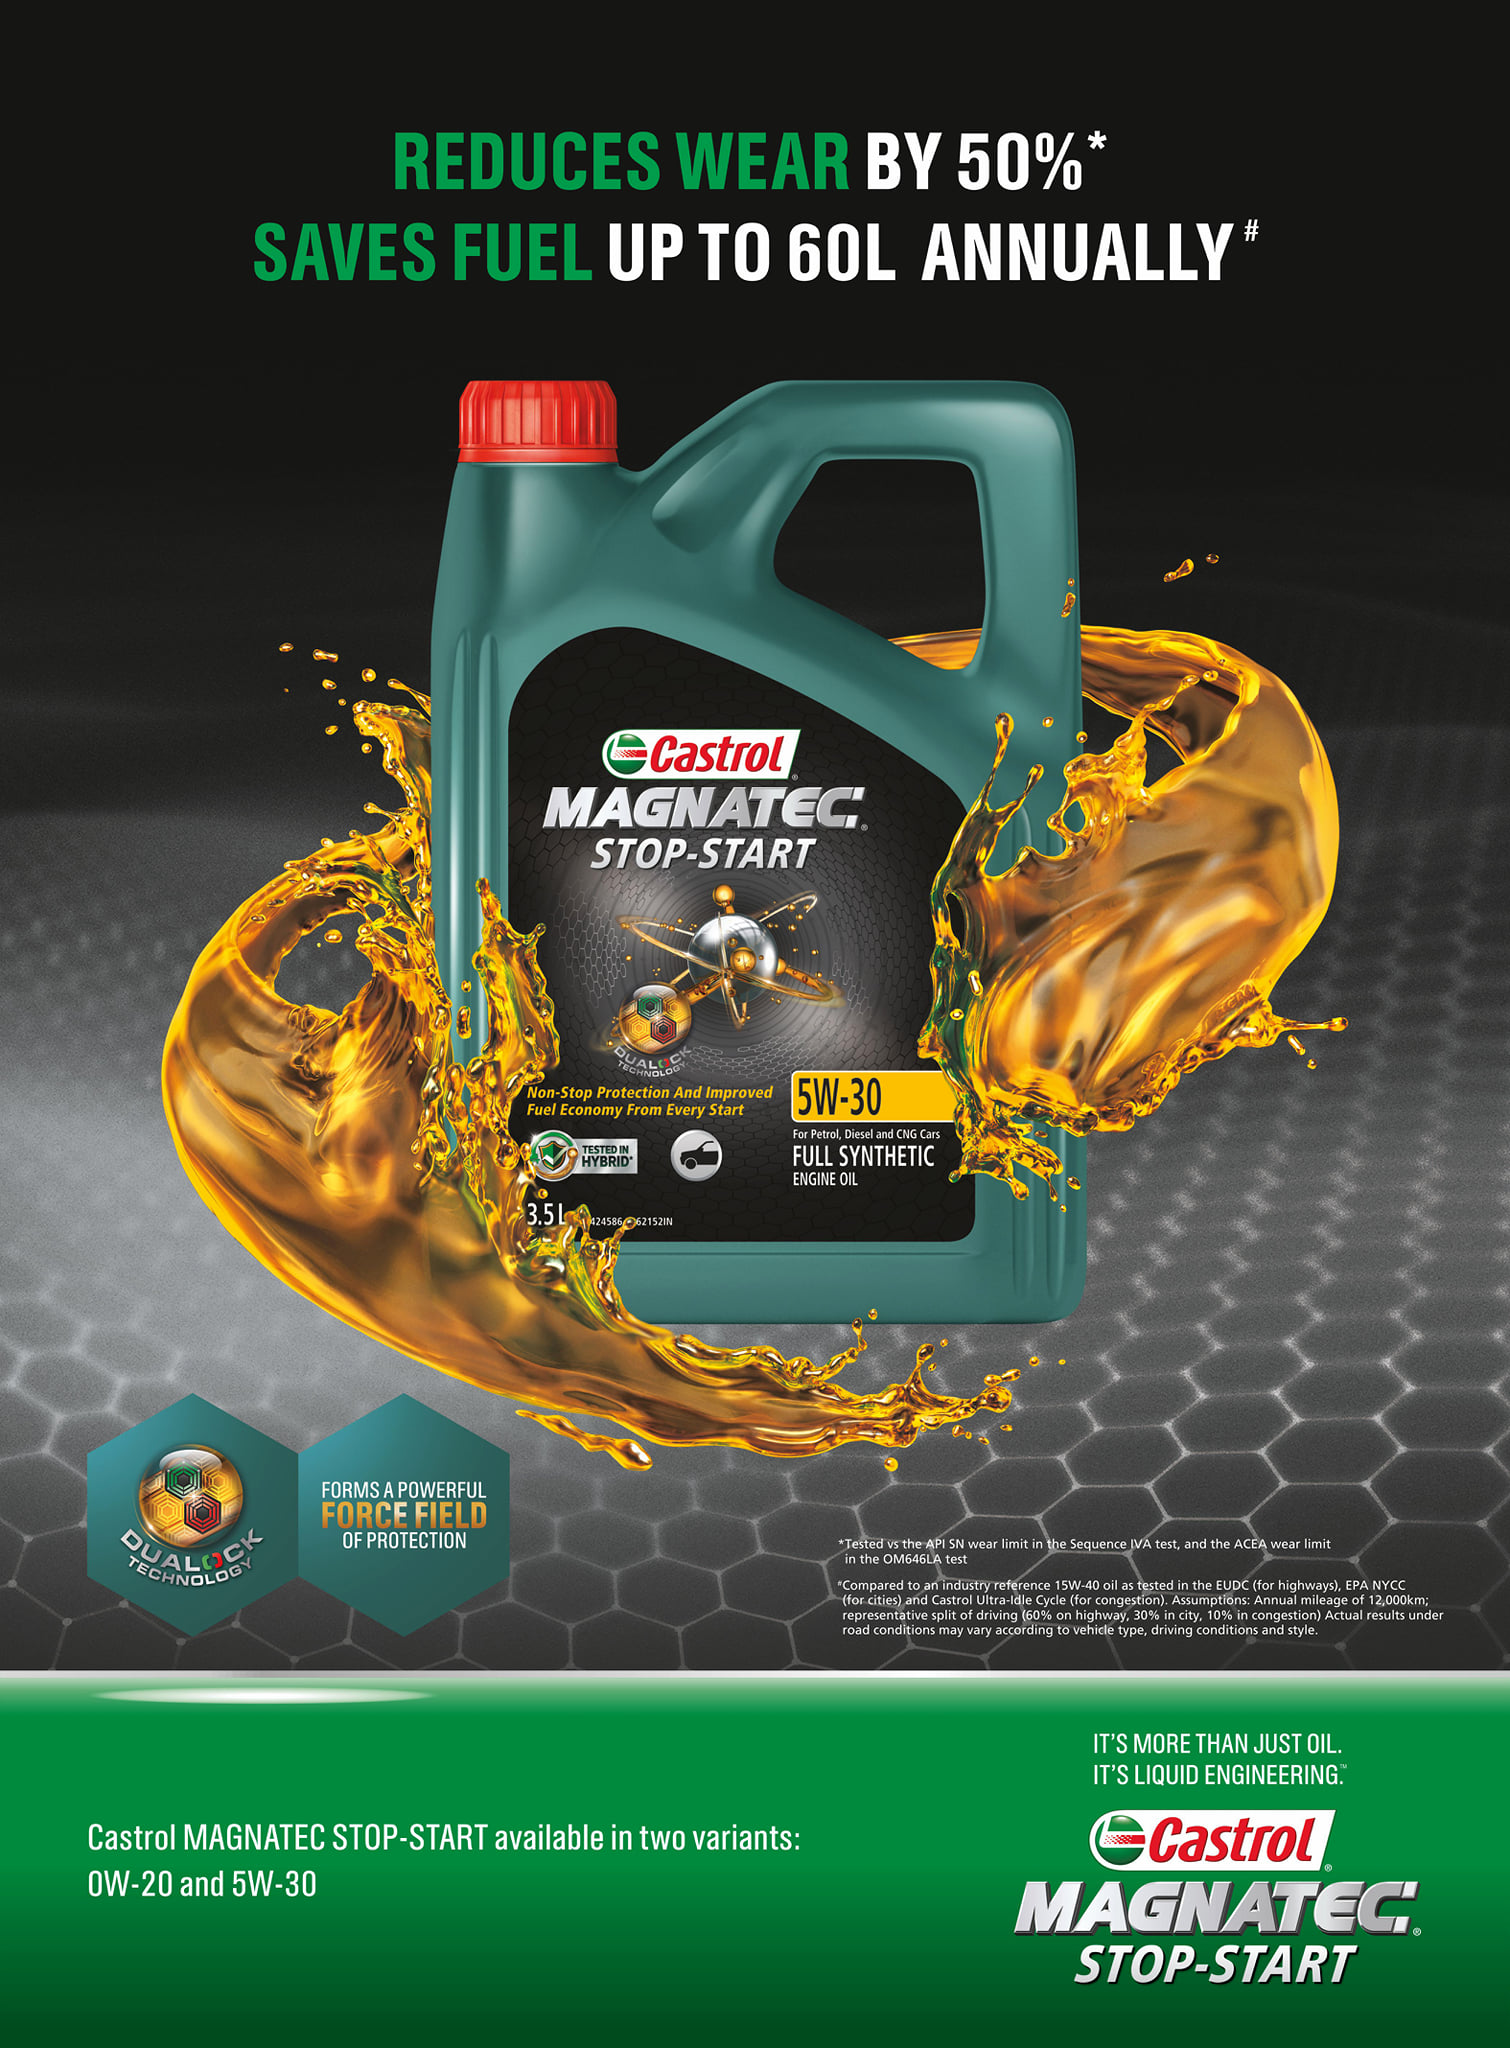 REDUCES WEAR BY 50%*
SAVES FUEL UP TO 60L ANNUALLY#
Castrol
MAGNATEC
STOP-START
DUALOCK
TECHNOLOGY
Non-Stop Protection And Improved
Fuel Economy From Every Start
5W-30
For Petrol, Diesel and CNG Cars
FULL SYNTHETIC
ENGINE OIL
TESTED IN
HYBRID*
3.5L
424586 62152IN
DUALOCK
TECHNOLOGY
FORMS A POWERFUL
FORCE FIELD
OF PROTECTION
*Tested vs the API SN wear limit in the Sequence IVA test, and the ACEA wear limit
in the OM646LA test
#Compared to an industry reference 15W-40 oil as tested in the EUDC (for highways), EPA NYCC
(for cities) and Castrol Ultra-Idle Cycle (for congestion). Assumptions: Annual mileage of 12,000km;
representative split of driving (60% on highway, 30% in city, 10% in congestion) Actual results under
road conditions may vary according to vehicle type, driving conditions and style.
IT'S MORE THAN JUST OIL.
IT'S LIQUID ENGINEERING.™
Castrol MAGNATEC STOP-START available in two variants:
0W-20 and 5W-30
Castrol®
MAGNATEC®
STOP-START